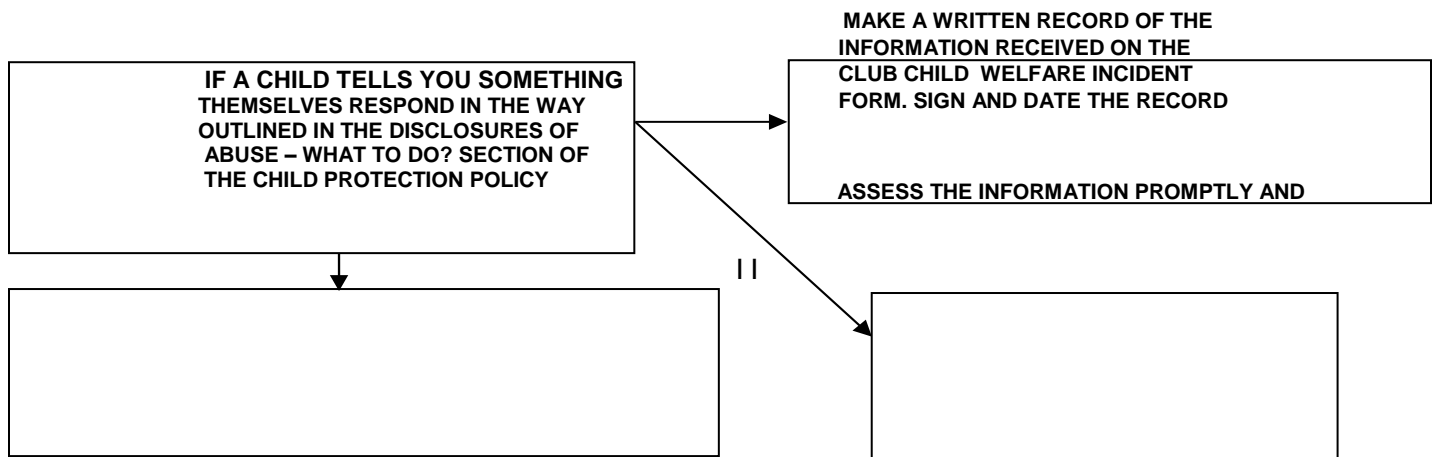 IF A CHILD TELLS YOU SOMETHING
THEMSELVES RESPOND IN THE WAY
OUTLINED IN THE DISCLOSURES OF
ABUSE – WHAT TO DO? SECTION OF
THE CHILD PROTECTION POLICY
MAKE A WRITTEN RECORD OF THE
INFORMATION RECEIVED ON THE
CLUB CHILD WELFARE INCIDENT
FORM. SIGN AND DATE THE RECORD
ASSESS THE INFORMATION PROMPTLY AND
I I